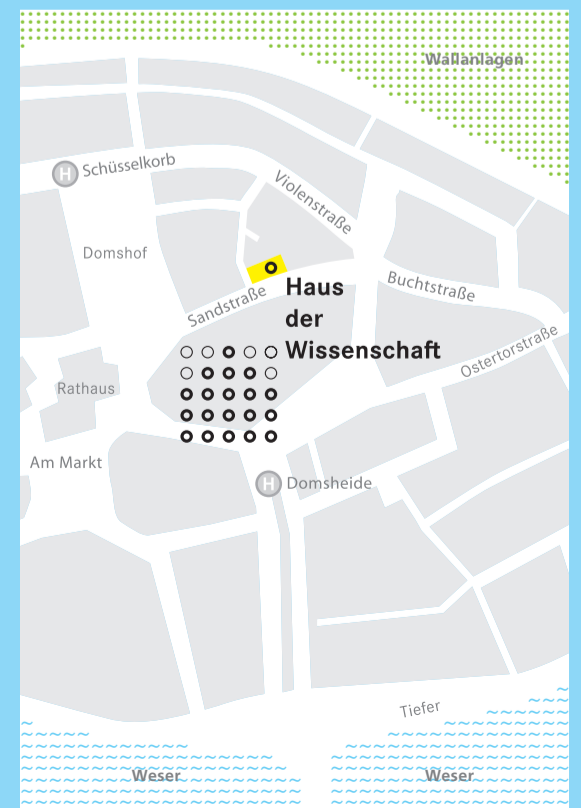 Wallanlagen
H Schüsselkorb
Violenstraße
Domshof
Buchtstraße
Sandstraße
Haus
der
Wissenschaft
Ostertorstraße
Rathaus
Am Markt
H Domsheide
Tiefer
Weser
Weser